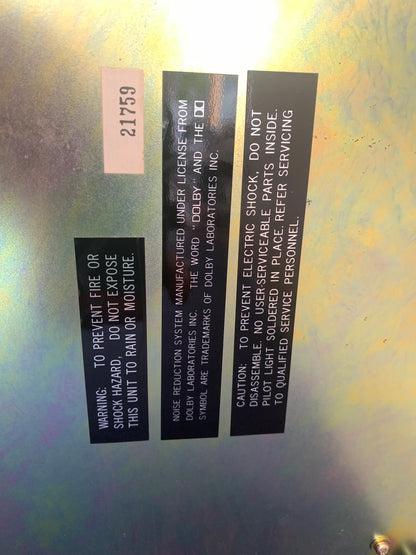 21759
WARNING: TO PREVENT FIRE OR
SHOCK HAZARD, DO NOT EXPOSE
THIS UNIT TO RAIN OR MOISTURE.
NOISE REDUCTION SYSTEM MANUFACTURED UNDER LICENSE FROM
DOLBY LABORATORIES INC. THE WORD "DOLBY" AND THE
SYMBOL ARE TRADEMARKS OF DOLBY LABORATORIES INC.
CAUTION: TO PREVENT ELECTRIC SHOCK, DO NOT
DISASSEMBLE. NO USER-SERVICEABLE PARTS INSIDE.
PILOT LIGHT SOLDERED IN PLACE. REFER SERVICING
TO QUALIFIED SERVICE PERSONNEL.